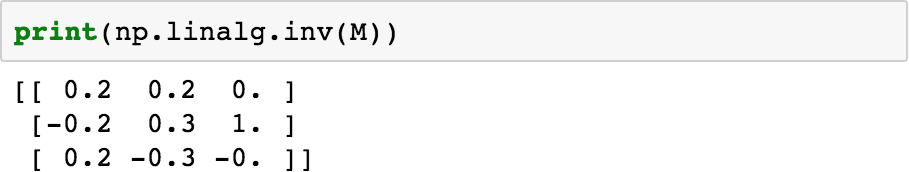 print(np.linalg.inv(M))
[[ 0.2  0.2  0. ]
 [-0.2  0.3  1. ]
 [ 0.2 -0.3 -0. ]]